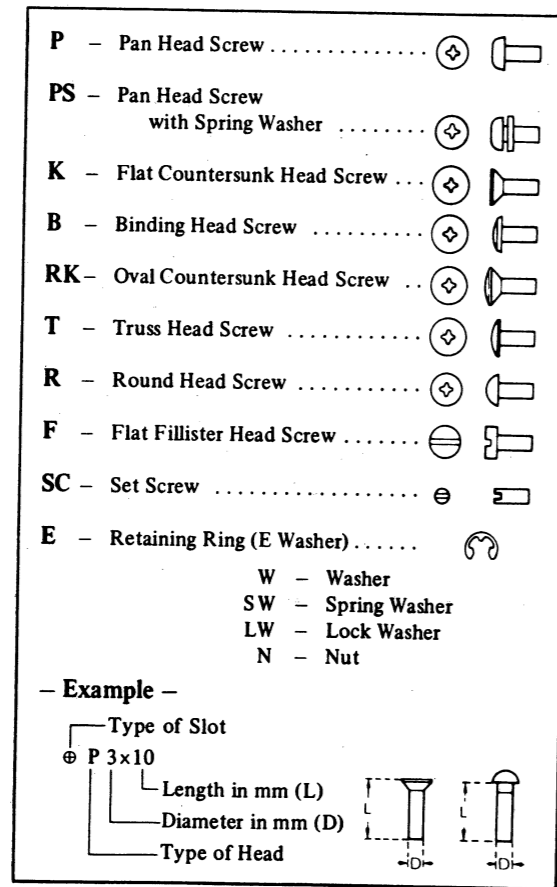 P – Pan Head Screw ..............
PS – Pan Head Screw
with Spring Washer ........
K – Flat Countersunk Head Screw ...
B – Binding Head Screw ..........
RK – Oval Countersunk Head Screw ..
T – Truss Head Screw ............
R – Round Head Screw ...........
F – Flat Fillister Head Screw .......
SC – Set Screw ..................
E – Retaining Ring (E Washer) ......
W – Washer
SW – Spring Washer
LW – Lock Washer
N – Nut
– Example –
Type of Slot
⊕ P 3×10
Length in mm (L)
Diameter in mm (D)
Type of Head
L L
D D